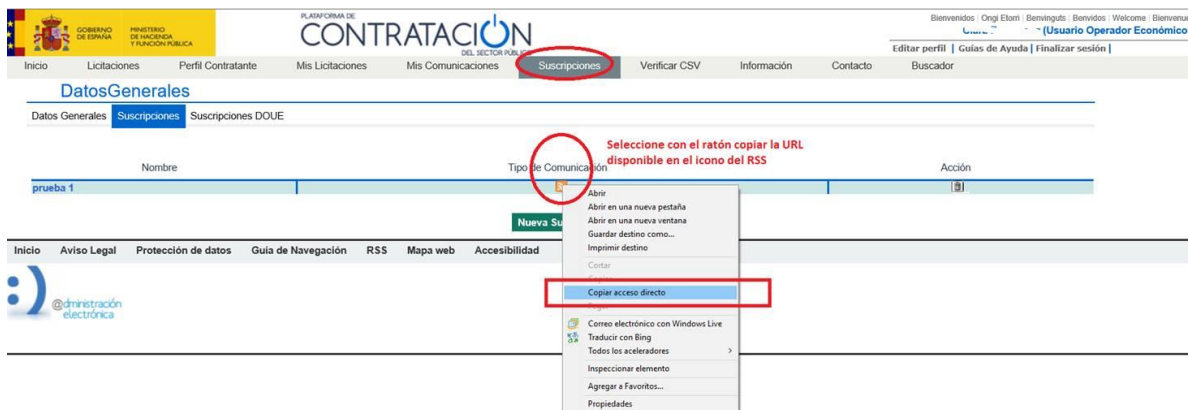 GOBIERNO DE ESPAÑA
MINISTERIO DE HACIENDA Y FUNCIÓN PÚBLICA
PLATAFORMA DE
CONTRATACIÓN
DEL SECTOR PÚBLICO
Bienvenidos | Ongi Etorri | Benvinguts | Benvidos | Welcome | Bienvenue
(Usuario Operador Económico
Editar perfil | Guías de Ayuda | Finalizar sesión |
Inicio Licitaciones Perfil Contratante Mis Licitaciones Mis Comunicaciones Suscripciones Verificar CSV Información Contacto Buscador
DatosGenerales
Datos Generales Suscripciones Suscripciones DOUE
Seleccione con el ratón copiar la URL
disponible en el icono del RSS
Nombre Tipo de Comunicación Acción
prueba 1
Nueva Su
Abrir
Abrir en una nueva pestaña
Abrir en una nueva ventana
Guardar destino como...
Imprimir destino
Cortar
Copiar
Copiar acceso directo
Pegar
Correo electrónico con Windows Live
Traducir con Bing
Todos los aceleradores >
Inspeccionar elemento
Agregar a Favoritos...
Propiedades
Inicio Aviso Legal Protección de datos Guía de Navegación RSS Mapa web Accesibilidad
@dministración
electrónica